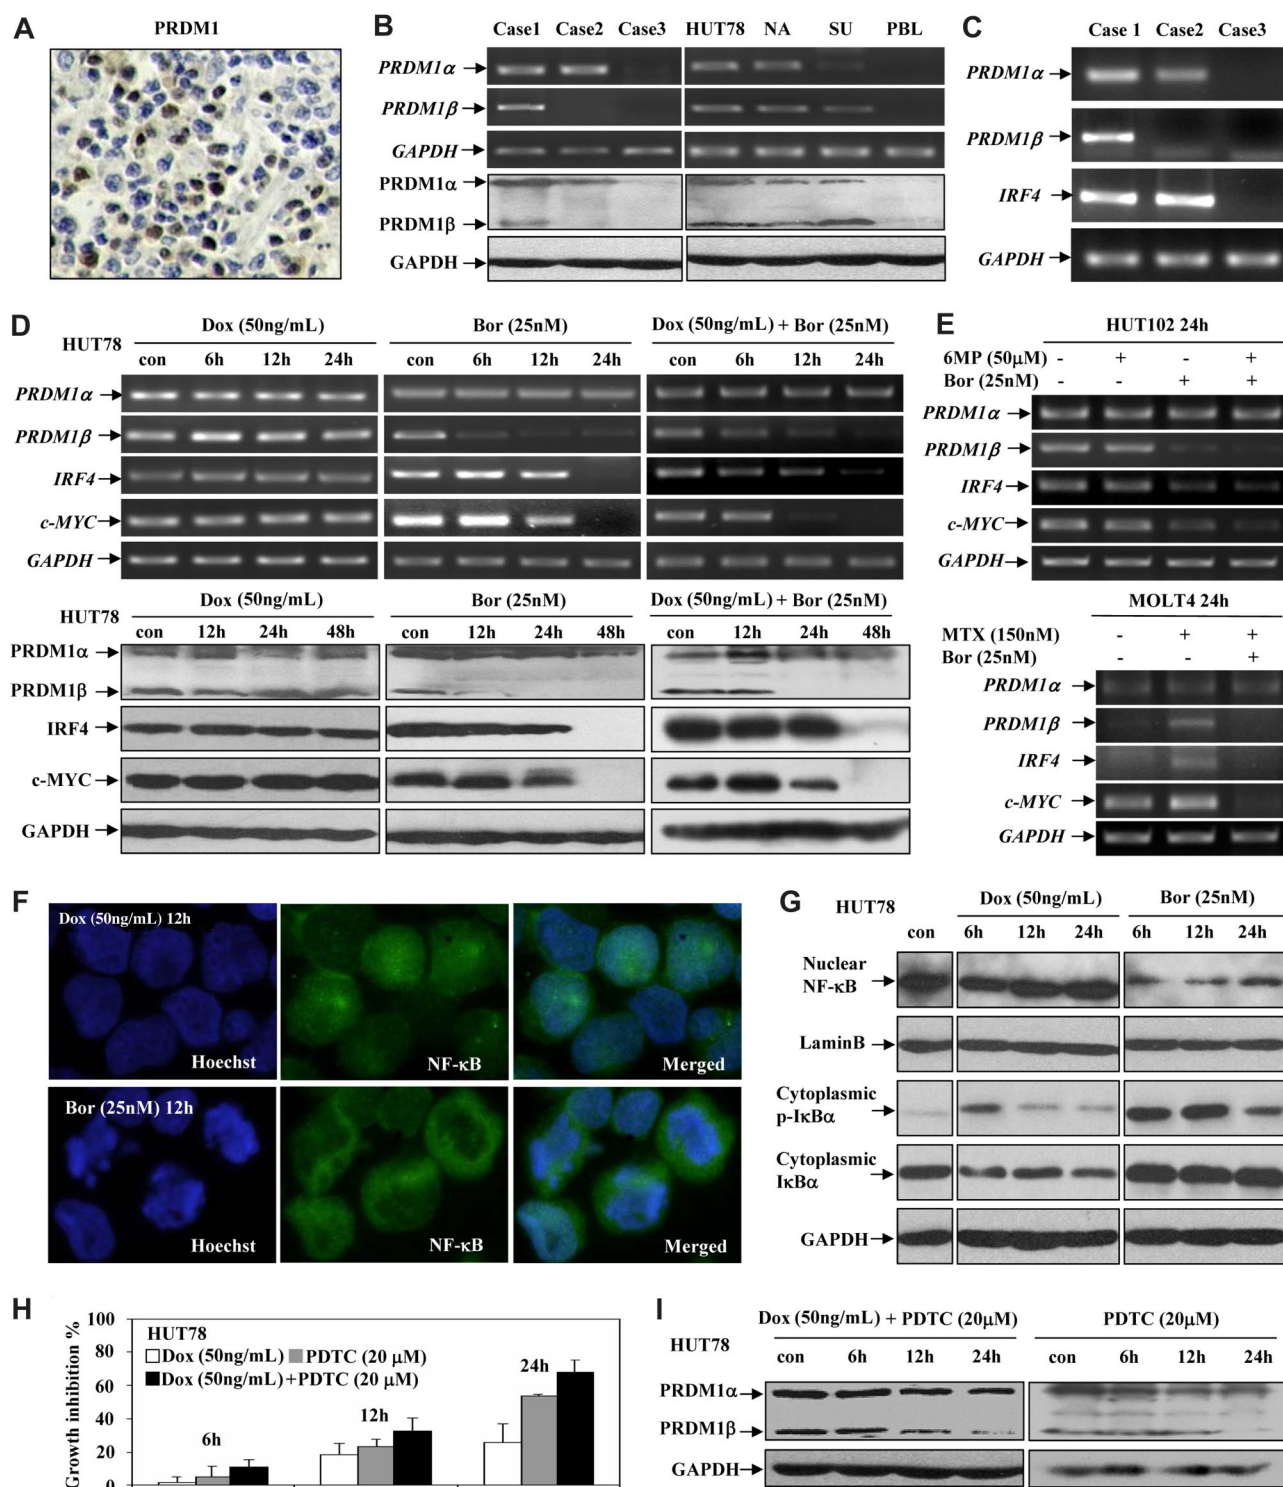 A
PRDM1
B
Case1 Case2 Case3 HUT78 NA SU PBL
PRDM1α
PRDM1β
GAPDH
PRDM1α
PRDM1β
GAPDH
C
Case 1 Case2 Case3
PRDM1α
PRDM1β
IRF4
GAPDH
D
Dox (50ng/mL) Bor (25nM) Dox (50ng/mL) + Bor (25nM)
HUT78
con 6h 12h 24h con 6h 12h 24h con 6h 12h 24h
PRDM1α
PRDM1β
IRF4
c-MYC
GAPDH
Dox (50ng/mL) Bor (25nM) Dox (50ng/mL) + Bor (25nM)
HUT78
con 12h 24h 48h con 12h 24h 48h con 12h 24h 48h
PRDM1α
PRDM1β
IRF4
c-MYC
GAPDH
E
HUT102 24h
6MP (50μM) - + - +
Bor (25nM) - - + +
PRDM1α
PRDM1β
IRF4
c-MYC
GAPDH
MOLT4 24h
MTX (150nM) - + +
Bor (25nM) - - +
PRDM1α
PRDM1β
IRF4
c-MYC
GAPDH
F
Dox (50ng/mL) 12h
Hoechst NF-κB Merged
Bor (25nM) 12h
Hoechst NF-κB Merged
G
HUT78
Dox (50ng/mL) Bor (25nM)
con 6h 12h 24h 6h 12h 24h
Nuclear
NF-κB
LaminB
Cytoplasmic
p-IκBα
Cytoplasmic
IκBα
GAPDH
H
Growth inhibition %
100
80
60
40
20
0
HUT78
Dox (50ng/mL) PDTC (20 μM)
Dox (50ng/mL) +PDTC (20 μM)
6h
12h
24h
I
Dox (50ng/mL) + PDTC (20μM) PDTC (20μM)
HUT78
con 6h 12h 24h con 6h 12h 24h
PRDM1α
PRDM1β
GAPDH